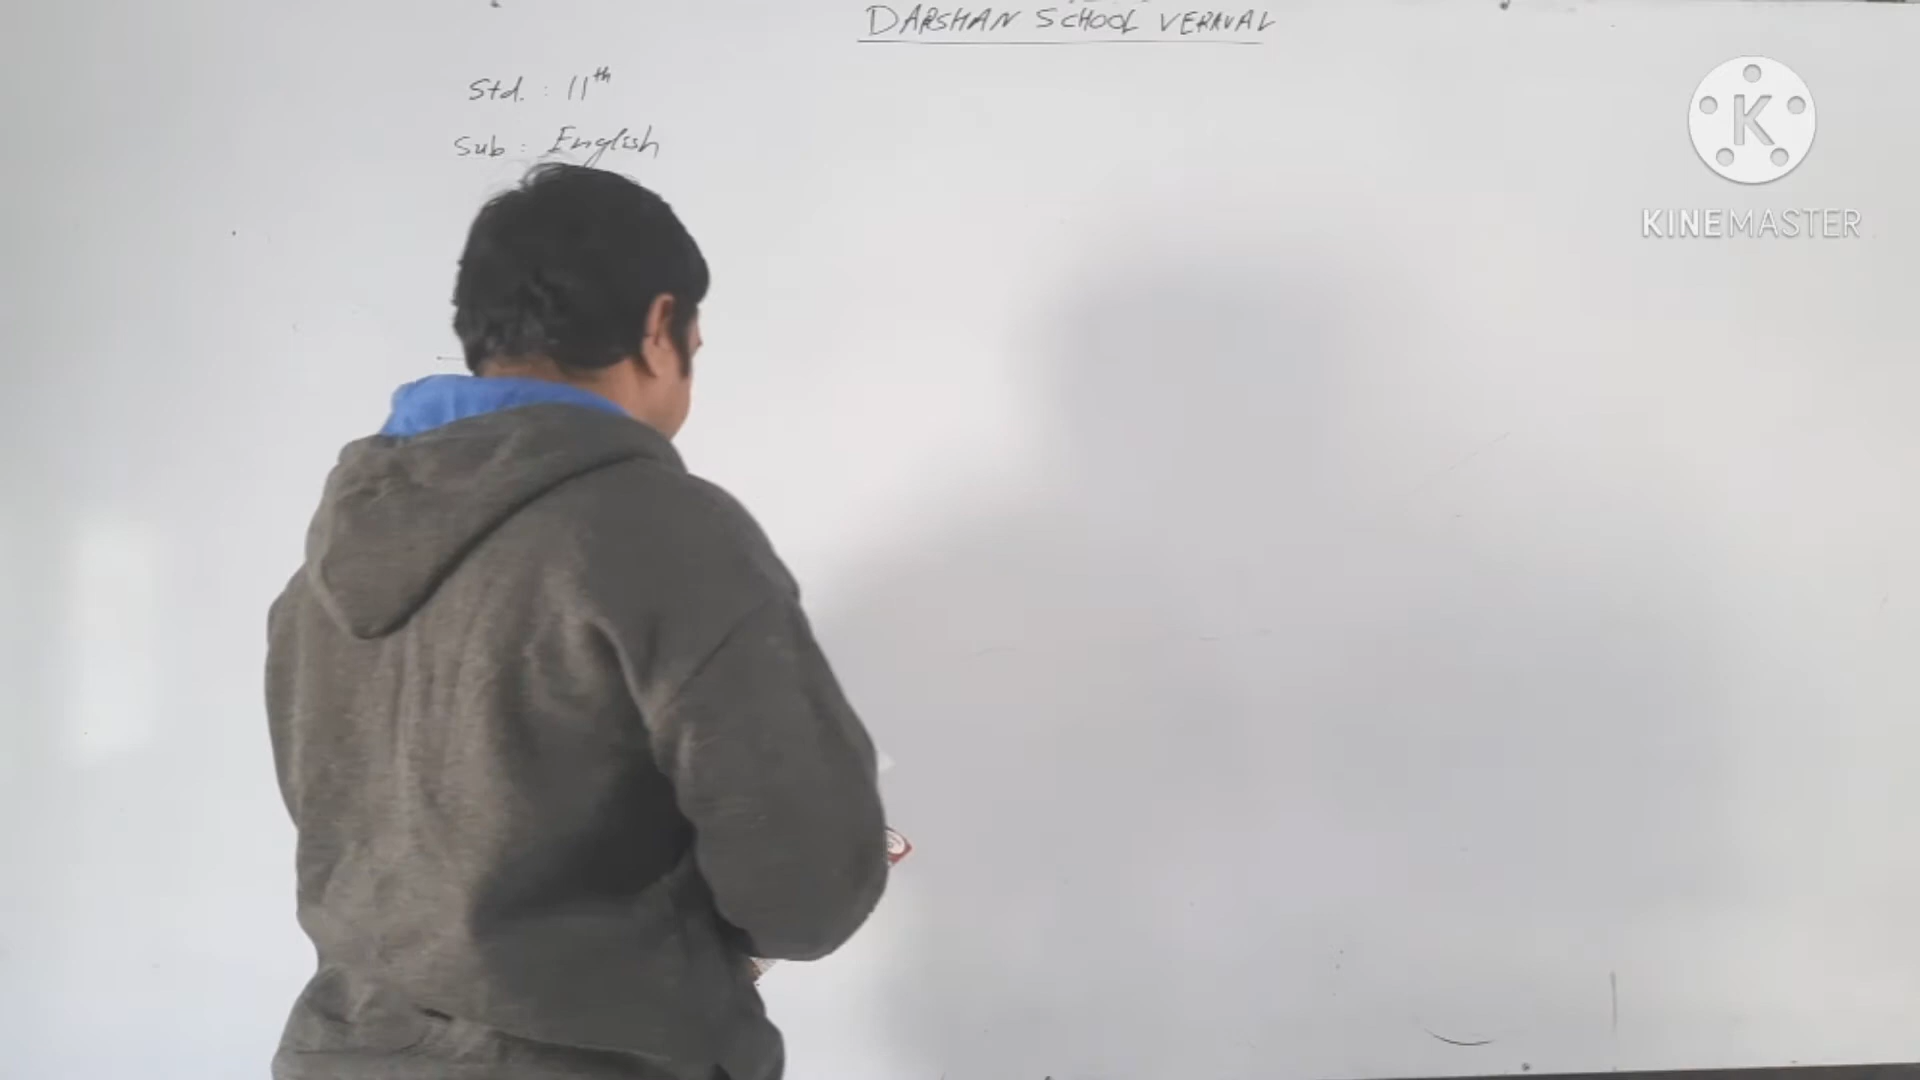 DARSHAN SCHOOL VERAVAL
Std. : 11th
Sub : English
K
KINEMASTER